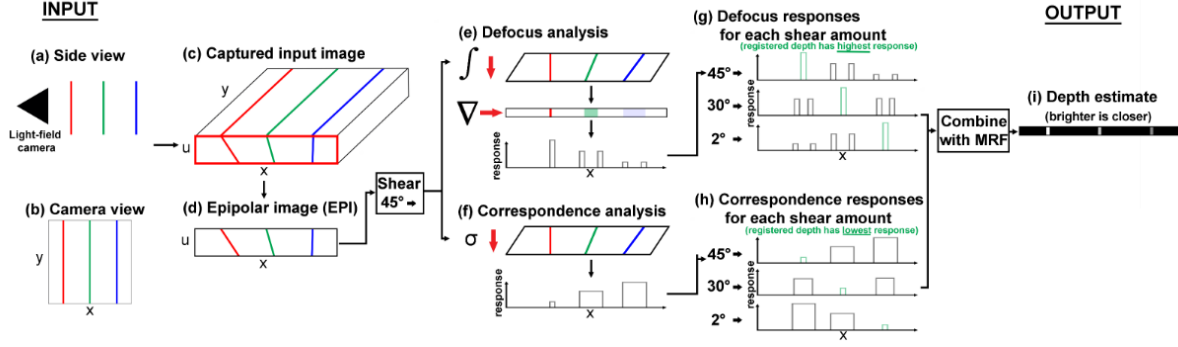 INPUT
(a) Side view
Light-field
camera
(b) Camera view
y
x
(c) Captured input image
y
u
x
(d) Epipolar image (EPI)
u
x
Shear
45°
(e) Defocus analysis
∫
∇
response
x
(f) Correspondence analysis
σ
response
x
(g) Defocus responses
for each shear amount
(registered depth has highest response)
45°
30°
2°
response
x
(h) Correspondence responses
for each shear amount
(registered depth has lowest response)
45°
30°
2°
response
x
Combine
with MRF
OUTPUT
(i) Depth estimate
(brighter is closer)